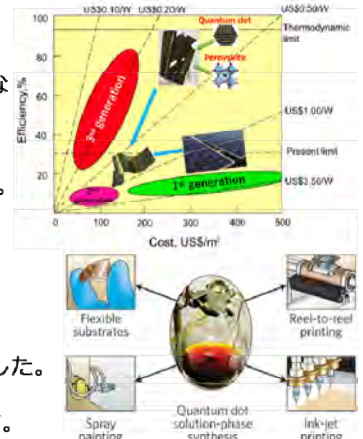 US$0.10/W US$0.20/W US$0.50/W
100
80
60
40
20
Efficiency,%
Quantum dot
Perovskite
Thermodynamic
limit
3rd generation
US$1.00/W
Present limit
1st generation
US$3.50/W
0 100 200 300 400 500
Cost, US$/m²
な
。
した。
。
Flexible
substrates
Reel-to-reel
printing
Spray
painting
Quantum dot
solution-phase
synthesis
Ink-jet
printing